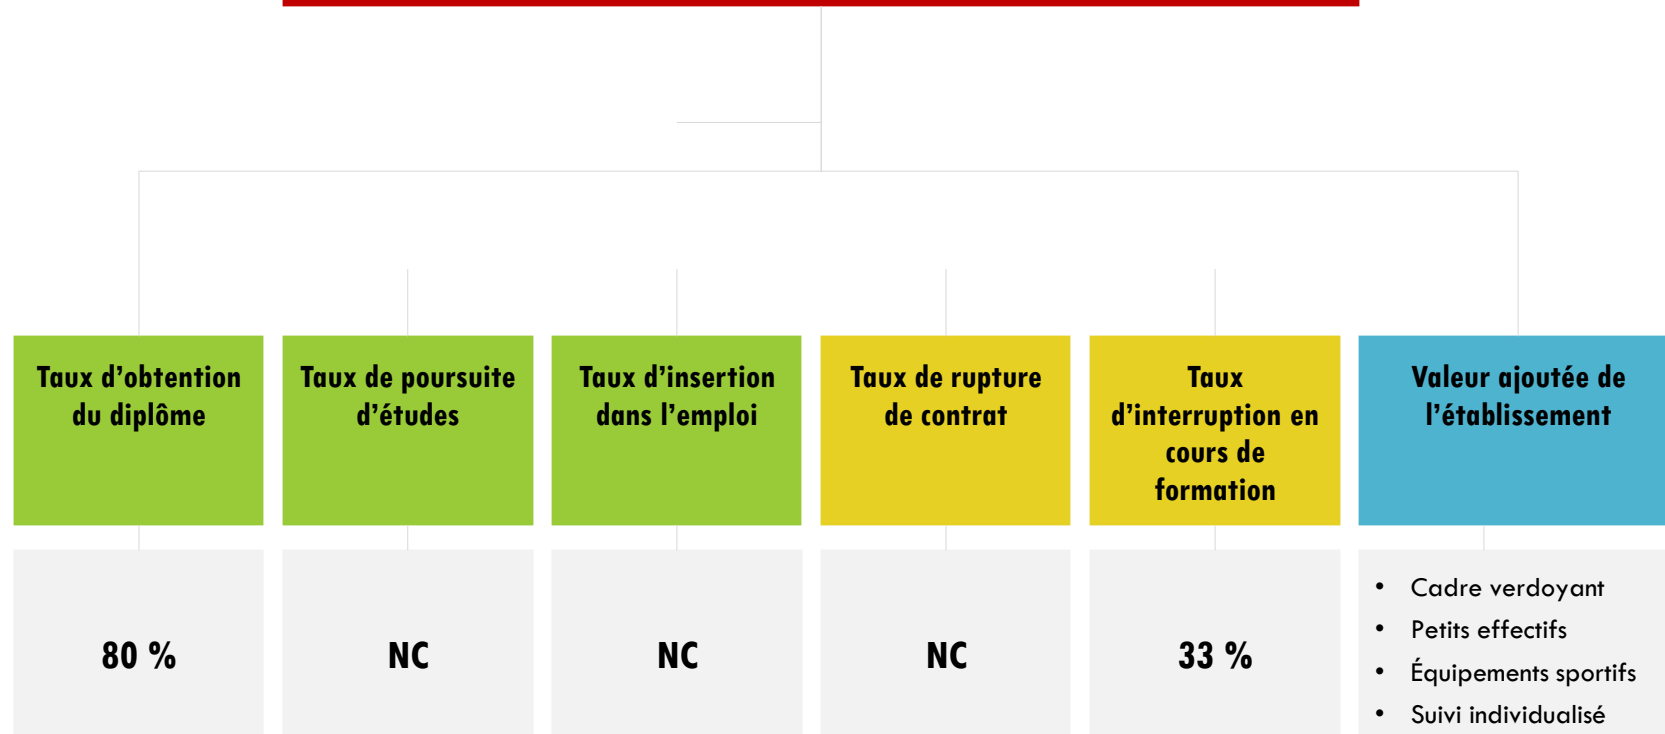 Taux d’obtention
du diplôme
Taux de poursuite
d’études
Taux d’insertion
dans l’emploi
Taux de rupture
de contrat
Taux
d’interruption en
cours de
formation
Valeur ajoutée de
l’établissement
80 %
NC
NC
NC
33 %
• Cadre verdoyant
• Petits effectifs
• Équipements sportifs
• Suivi individualisé